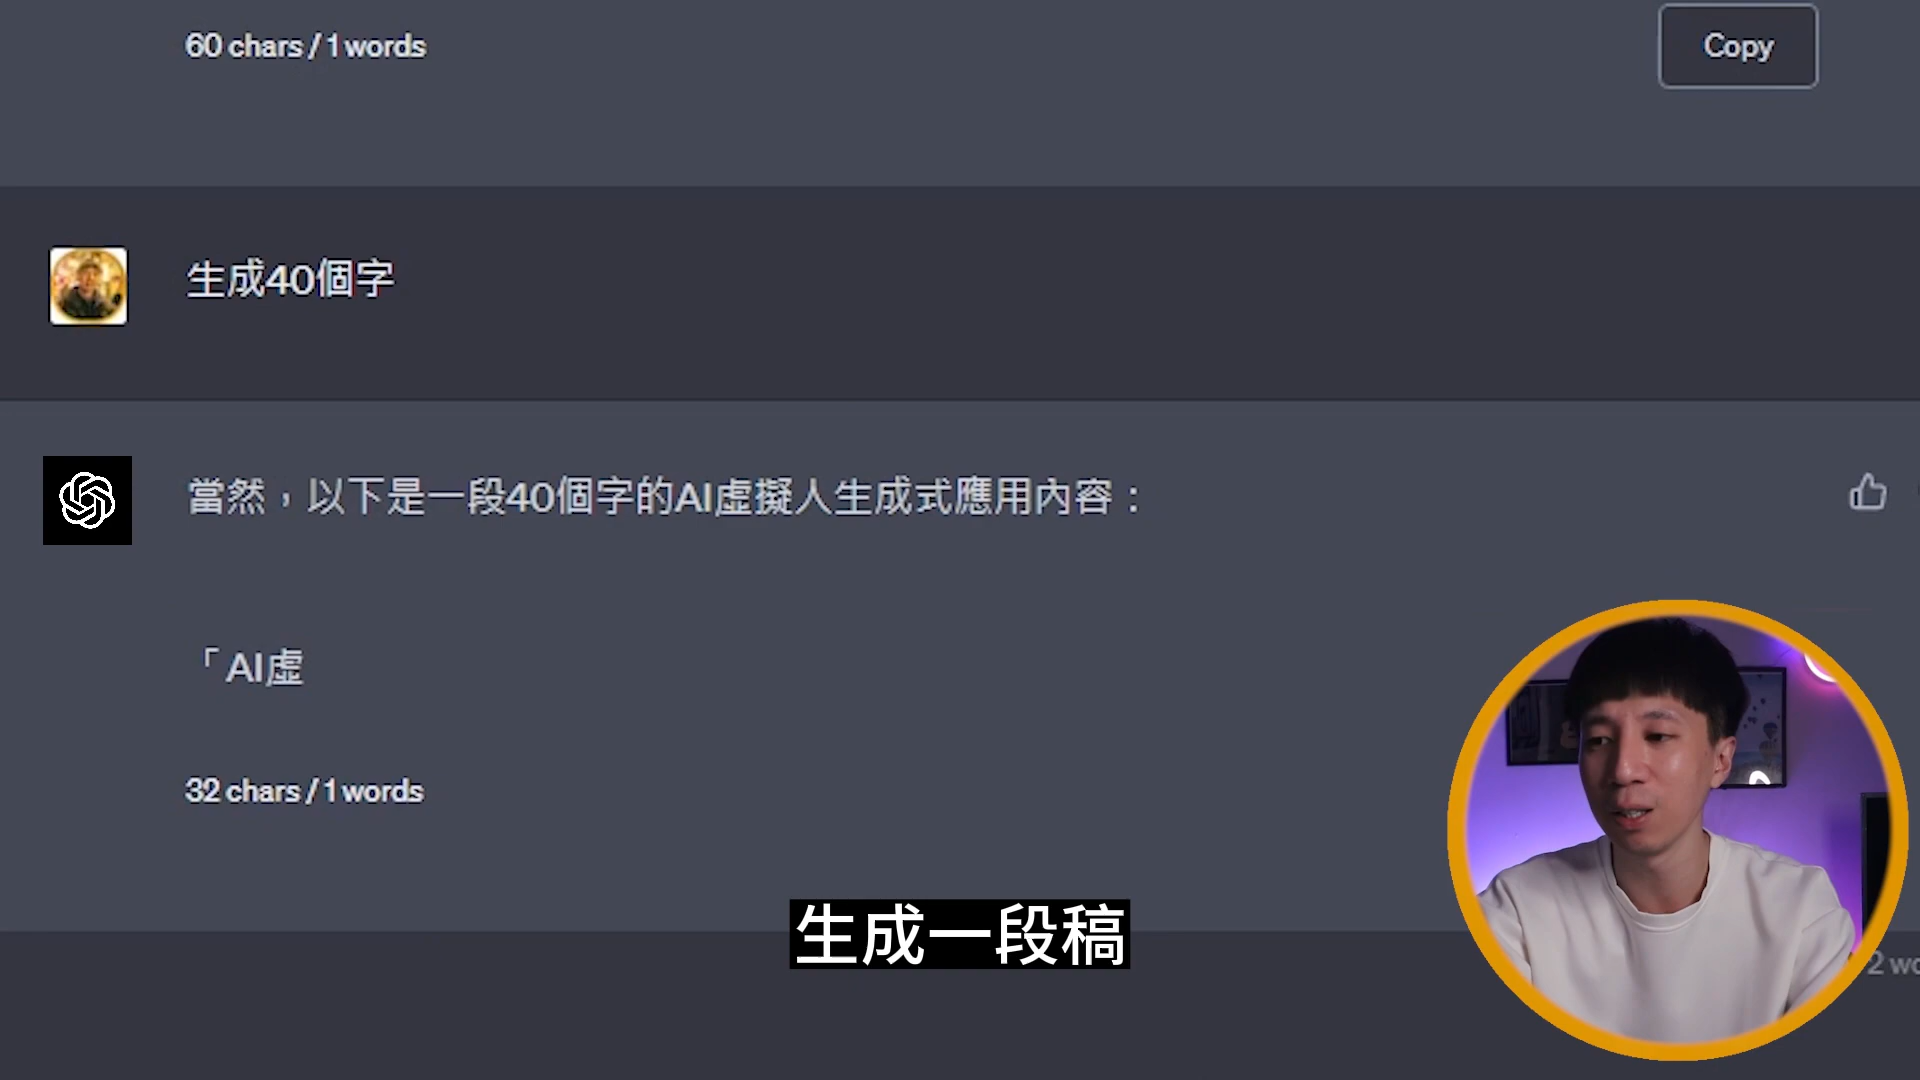 60 chars / 1 words
Copy
生成40個字
當然，以下是一段40個字的AI虛擬人生成式應用內容：
「AI虛
32 chars / 1 words
生成一段稿
2